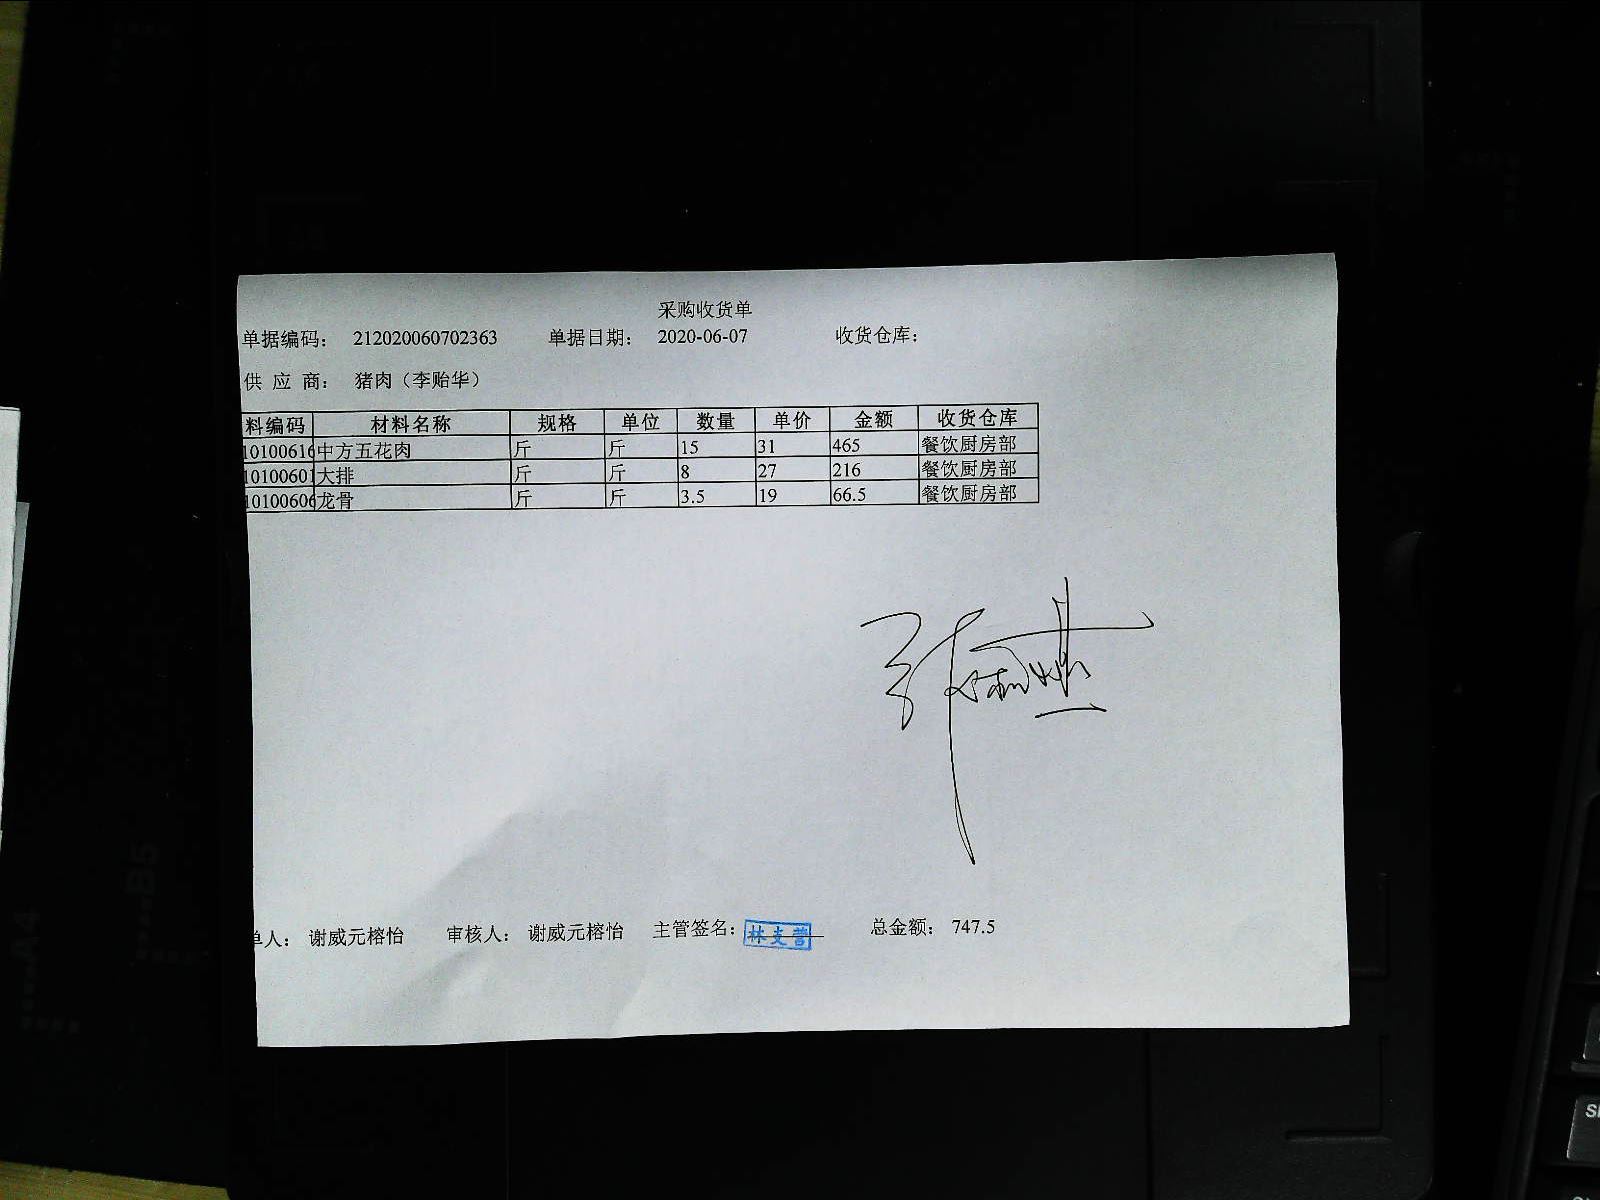 采购收货单
单据编码： 212020060702363 单据日期： 2020-06-07 收货仓库：
供 应 商： 猪肉（李贻华）
料编码 材料名称 规格 单位 数量 单价 金额 收货仓库
10100616 中方五花肉 斤 斤 15 31 465 餐饮厨房部
10100601 大排 斤 斤 8 27 216 餐饮厨房部
10100606 龙骨 斤 斤 3.5 19 66.5 餐饮厨房部
单人： 谢威元榕怡 审核人： 谢威元榕怡 主管签名： 林支营 总金额： 747.5